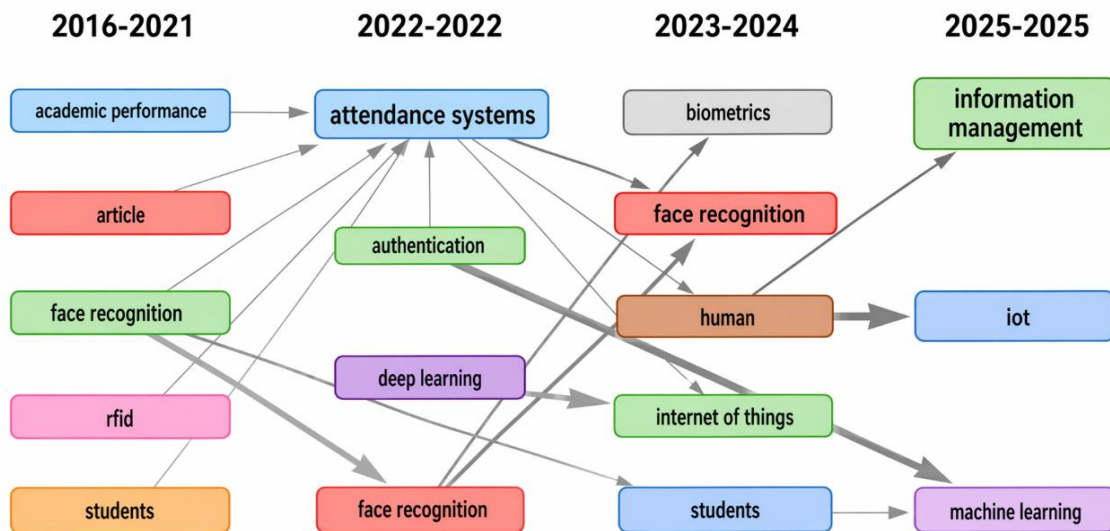 2016-2021
2022-2022
2023-2024
2025-2025
academic performance
article
face recognition
rfid
students
attendance systems
authentication
deep learning
face recognition
biometrics
face recognition
human
internet of things
students
information
management
iot
machine learning